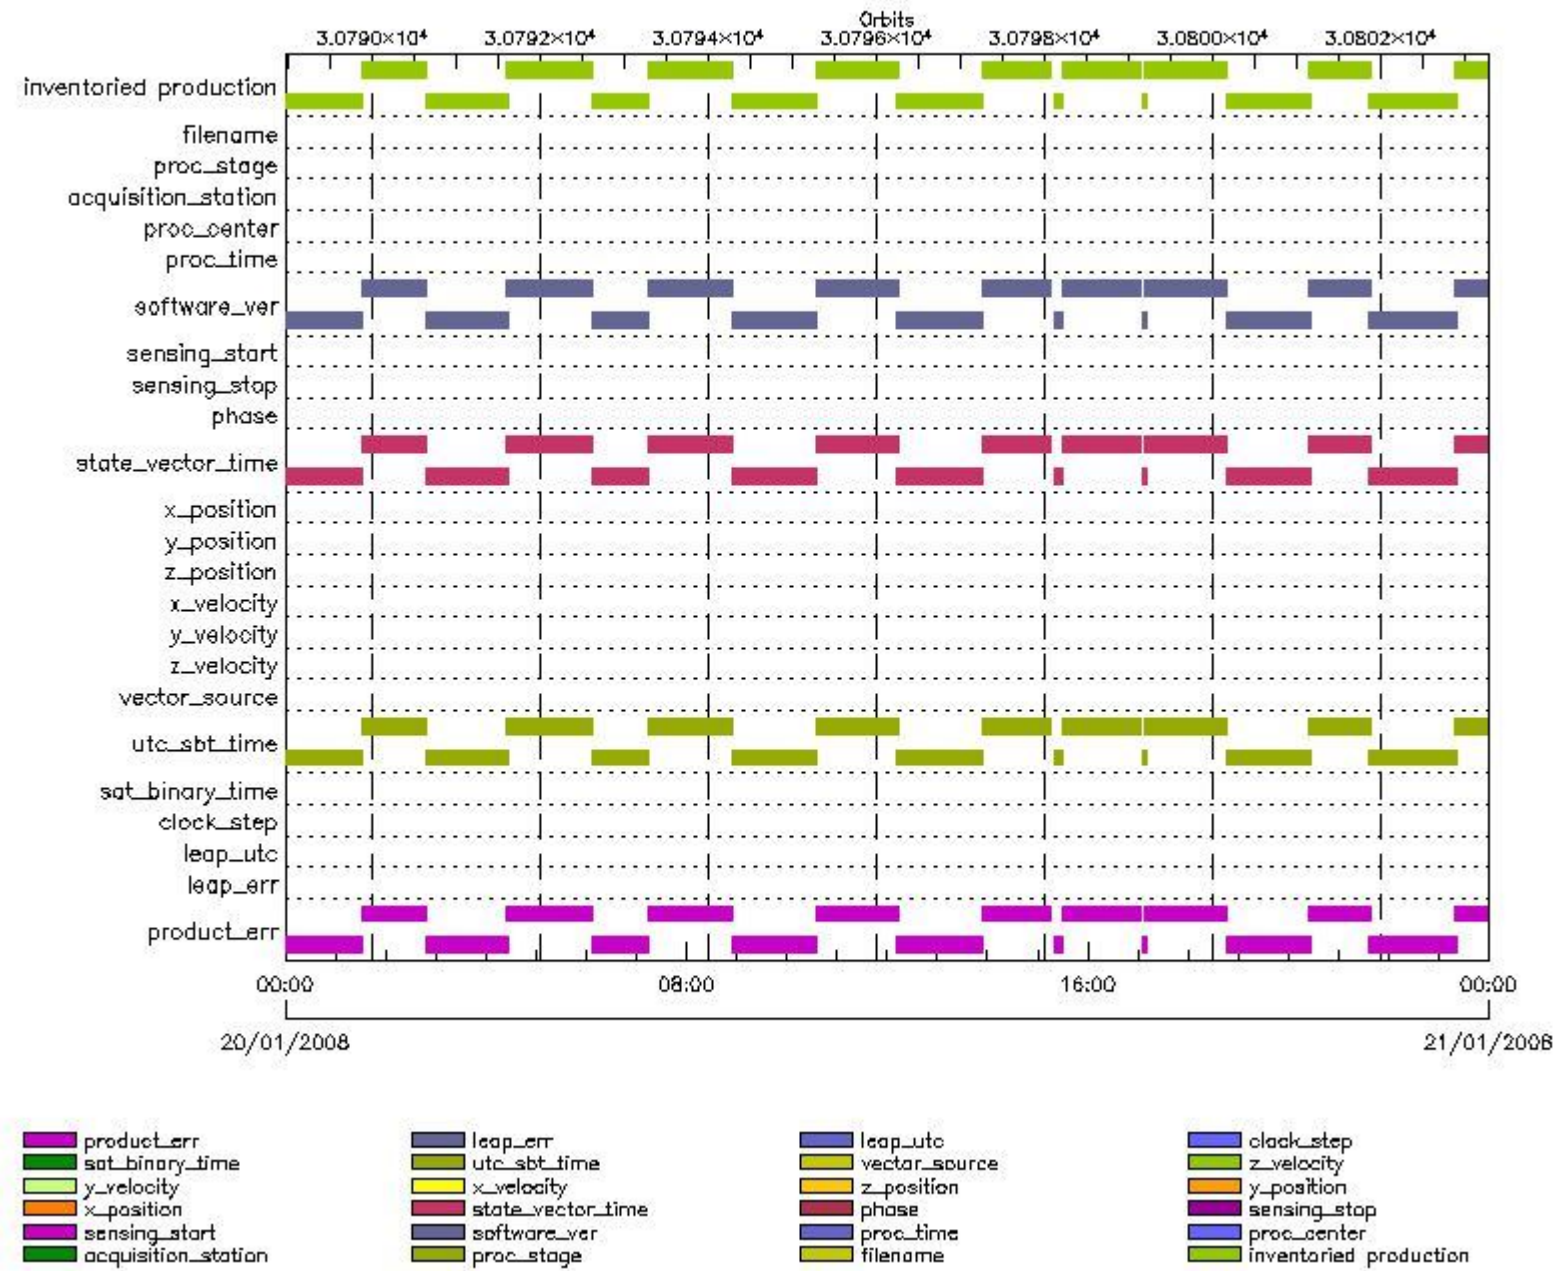 Orbits
3.0790×10⁴ 3.0792×10⁴ 3.0794×10⁴ 3.0796×10⁴ 3.0798×10⁴ 3.0800×10⁴ 3.0802×10⁴
inventoried production
filename
proc_stage
acquisition_station
proc_center
proc_time
software_ver
sensing_start
sensing_stop
phase
state_vector_time
x_position
y_position
z_position
x_velocity
y_velocity
z_velocity
vector_source
utc_sbt_time
sat_binary_time
clock_step
leap_utc
leap_err
product_err
00:00 08:00 16:00 00:00
20/01/2008 21/01/2008
product_err leap_err leap_utc clock_step
sat_binary_time utc_sbt_time vector_source z_velocity
y_velocity x_velocity z_position y_position
x_position state_vector_time phase sensing_stop
sensing_start software_ver proc_time proc_center
acquisition_station proc_stage filename inventoried production